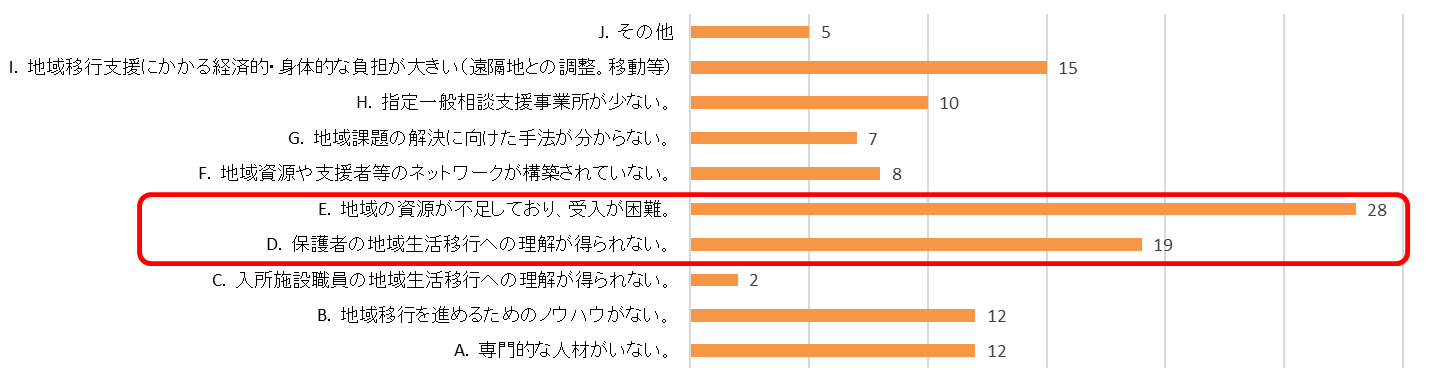 J. その他 5
I. 地域移行支援にかかる経済的・身体的な負担が大きい(遠隔地との調整。移動等) 15
H. 指定一般相談支援事業所が少ない。 10
G. 地域課題の解決に向けた手法が分からない。 7
F. 地域資源や支援者等のネットワークが構築されていない。 8
E. 地域の資源が不足しており、受入が困難。 28
D. 保護者の地域生活移行への理解が得られない。 19
C. 入所施設職員の地域生活移行への理解が得られない。 2
B. 地域移行を進めるためのノウハウがない。 12
A. 専門的な人材がいない。 12